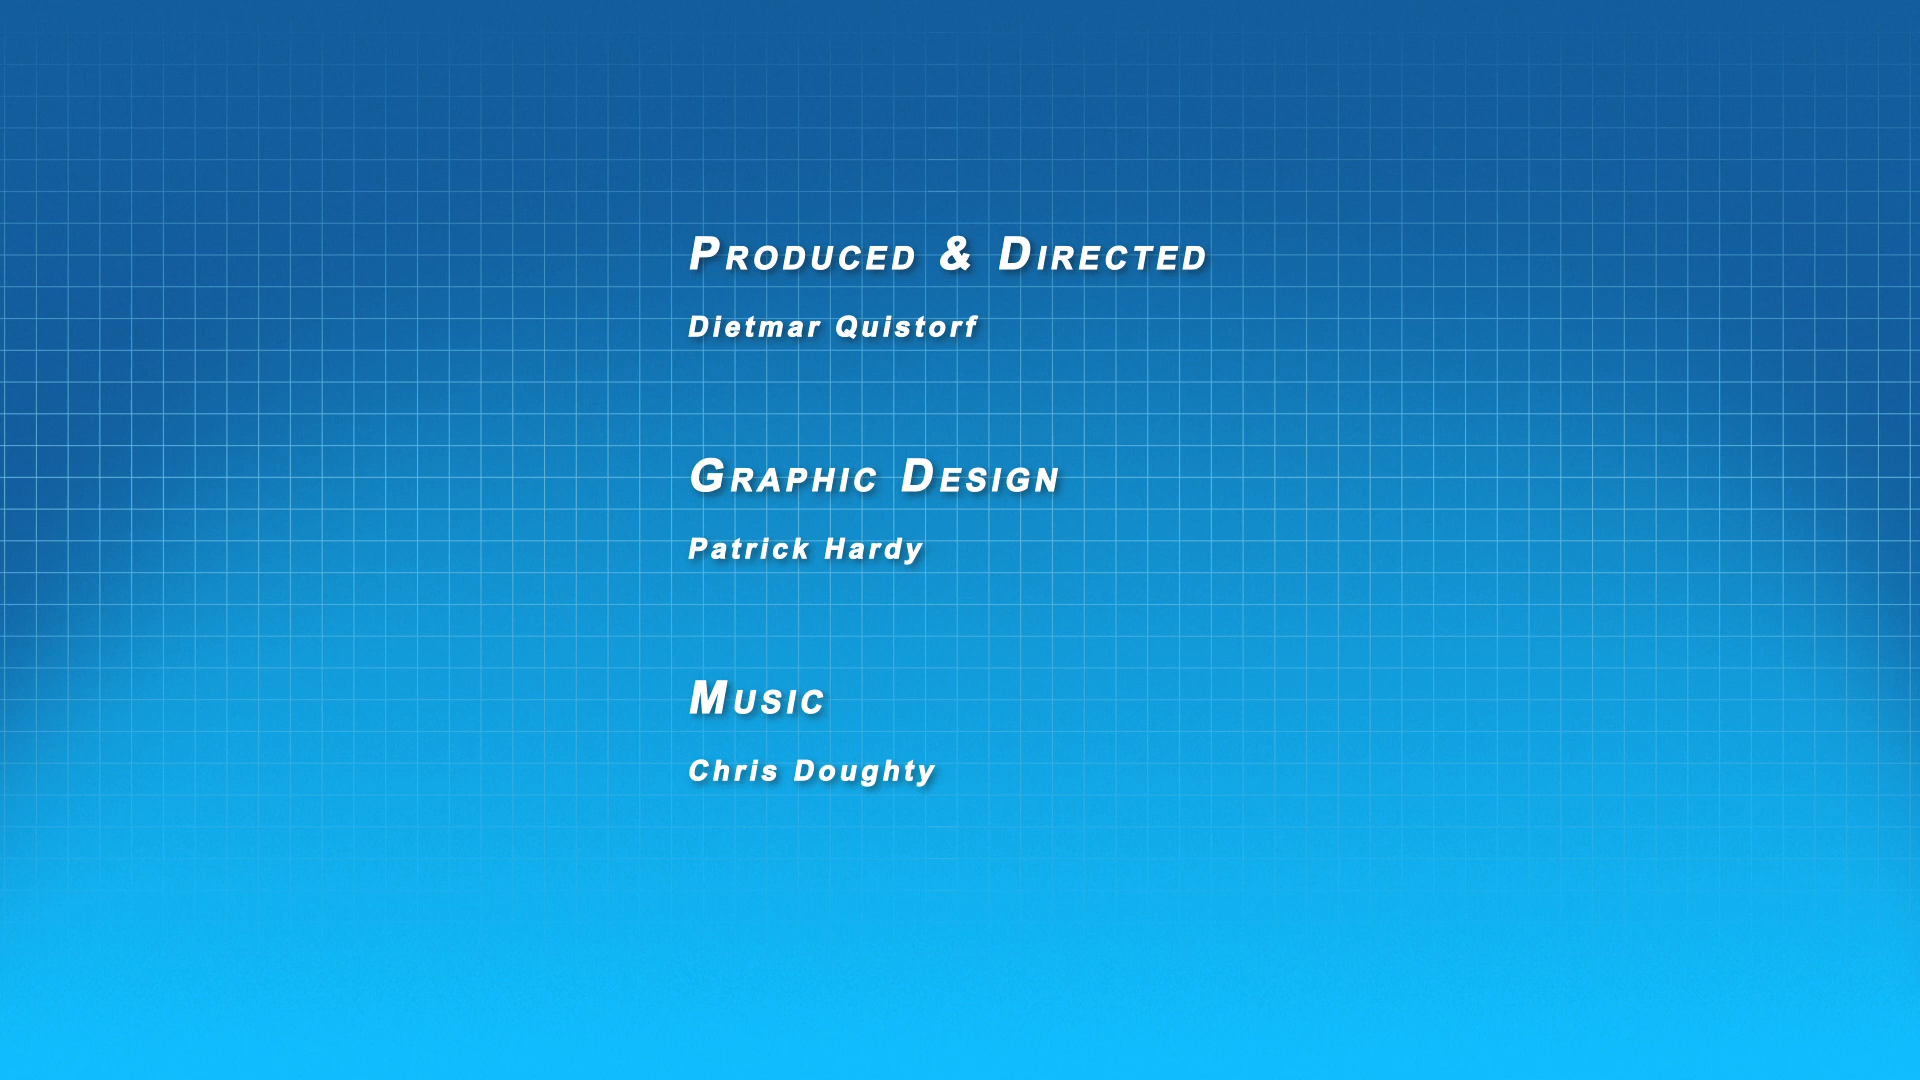 Produced & Directed
Dietmar Quistorf
Graphic Design
Patrick Hardy
Music
Chris Doughty